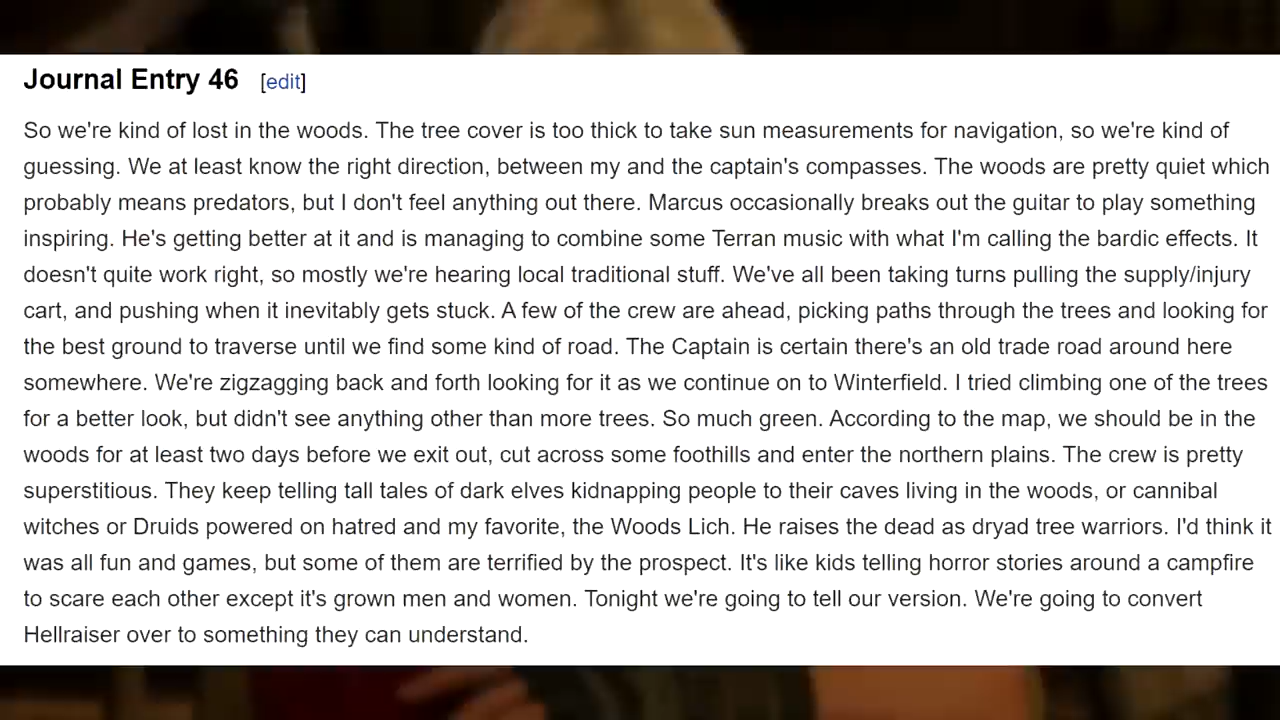 Journal Entry 46 [edit]
So we're kind of lost in the woods. The tree cover is too thick to take sun measurements for navigation, so we're kind of
guessing. We at least know the right direction, between my and the captain's compasses. The woods are pretty quiet which
probably means predators, but I don't feel anything out there. Marcus occasionally breaks out the guitar to play something
inspiring. He's getting better at it and is managing to combine some Terran music with what I'm calling the bardic effects. It
doesn't quite work right, so mostly we're hearing local traditional stuff. We've all been taking turns pulling the supply/injury
cart, and pushing when it inevitably gets stuck. A few of the crew are ahead, picking paths through the trees and looking for
the best ground to traverse until we find some kind of road. The Captain is certain there's an old trade road around here
somewhere. We're zigzagging back and forth looking for it as we continue on to Winterfield. I tried climbing one of the trees
for a better look, but didn't see anything other than more trees. So much green. According to the map, we should be in the
woods for at least two days before we exit out, cut across some foothills and enter the northern plains. The crew is pretty
superstitious. They keep telling tall tales of dark elves kidnapping people to their caves living in the woods, or cannibal
witches or Druids powered on hatred and my favorite, the Woods Lich. He raises the dead as dryad tree warriors. I'd think it
was all fun and games, but some of them are terrified by the prospect. It's like kids telling horror stories around a campfire
to scare each other except it's grown men and women. Tonight we're going to tell our version. We're going to convert
Hellraiser over to something they can understand.